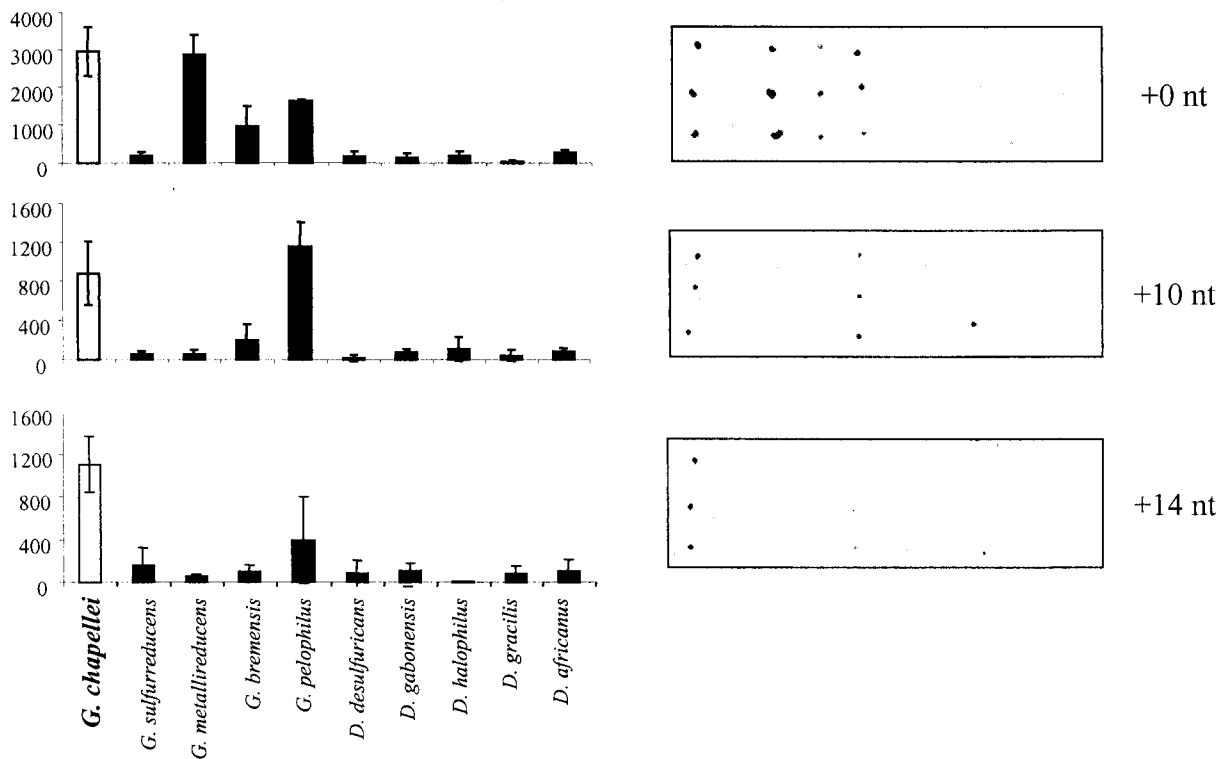 4000
3000
2000
1000
0
+0 nt
1600
1200
800
400
0
+10 nt
1600
1200
800
400
0
+14 nt
G. chapellei
G. sulfurreducens
G. metallireducens
G. bremensis
G. pelophilus
D. desulfuricans
D. gabonensis
D. halophilus
D. gracilis
D. africanus